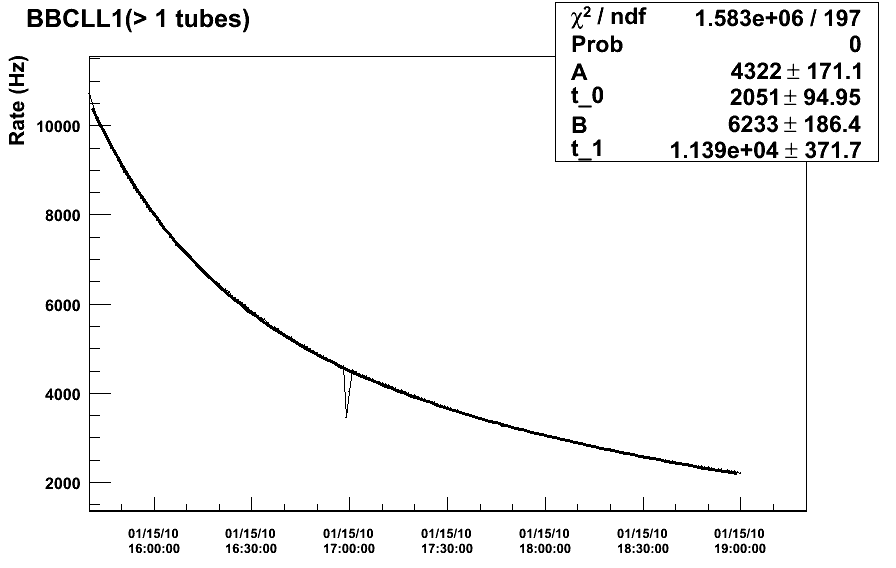 BBCLL1(> 1 tubes)
χ² / ndf 1.583e+06 / 197
Prob 0
A 4322 ± 171.1
t_0 2051 ± 94.95
B 6233 ± 186.4
t_1 1.139e+04 ± 371.7
Rate (Hz)
10000
8000
6000
4000
2000
01/15/10 01/15/10 01/15/10 01/15/10 01/15/10 01/15/10 01/15/10
16:00:00 16:30:00 17:00:00 17:30:00 18:00:00 18:30:00 19:00:00